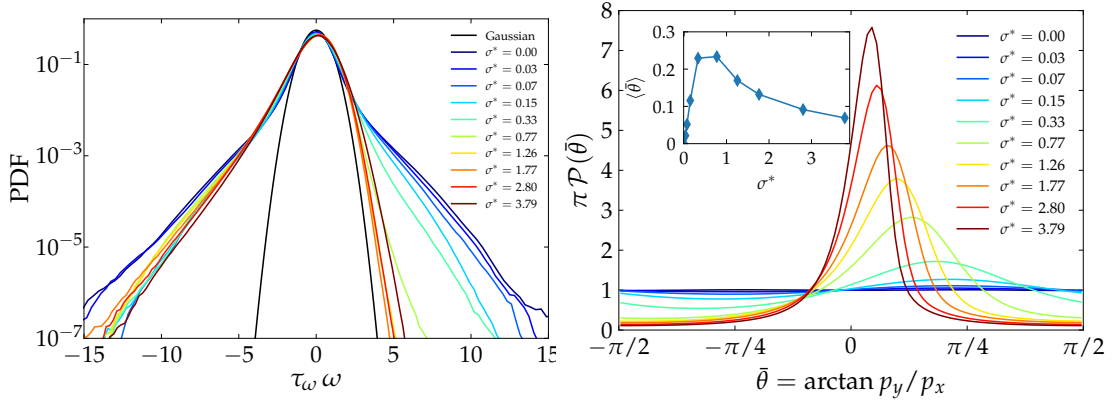 10⁻¹
10⁻³
10⁻⁵
10⁻⁷
PDF
−15
−10
−5
0
5
10
15
τ_ω ω
Gaussian
σ* = 0.00
σ* = 0.03
σ* = 0.07
σ* = 0.15
σ* = 0.33
σ* = 0.77
σ* = 1.26
σ* = 1.77
σ* = 2.80
σ* = 3.79
8
7
6
5
4
3
2
1
0
π 𝒫(θ̄)
−π/2
−π/4
0
π/4
π/2
θ̄ = arctan p_y/p_x
0.3
0.2
0.1
0
⟨θ̄⟩
0
1
2
3
σ*
σ* = 0.00
σ* = 0.03
σ* = 0.07
σ* = 0.15
σ* = 0.33
σ* = 0.77
σ* = 1.26
σ* = 1.77
σ* = 2.80
σ* = 3.79